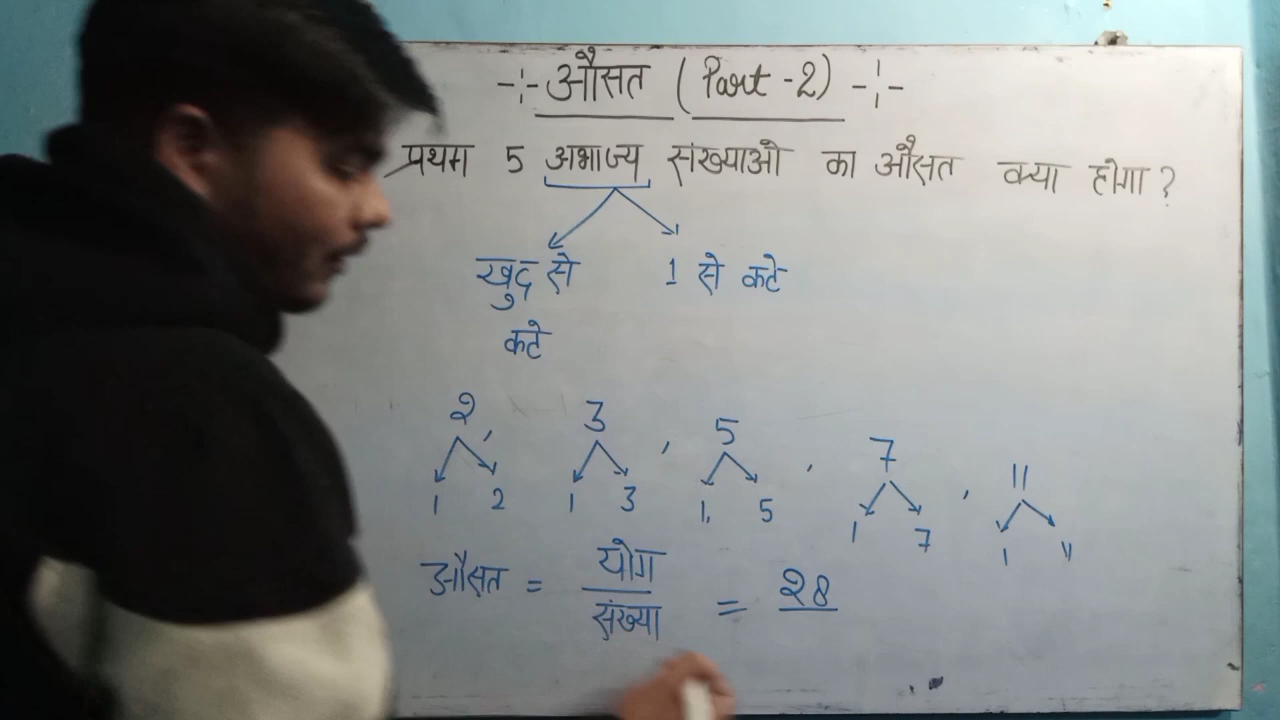 -:- औसत ( Part - 2 ) -:-
प्रथम 5 अभाज्य संख्याओ का औसत क्या होगा ?
खुद से 1 से कटे
कटे
2, 3 , 5 , 7 , 11
1 2 1 3 1. 5 1 7 1 11
औसत = योग / संख्या = 28